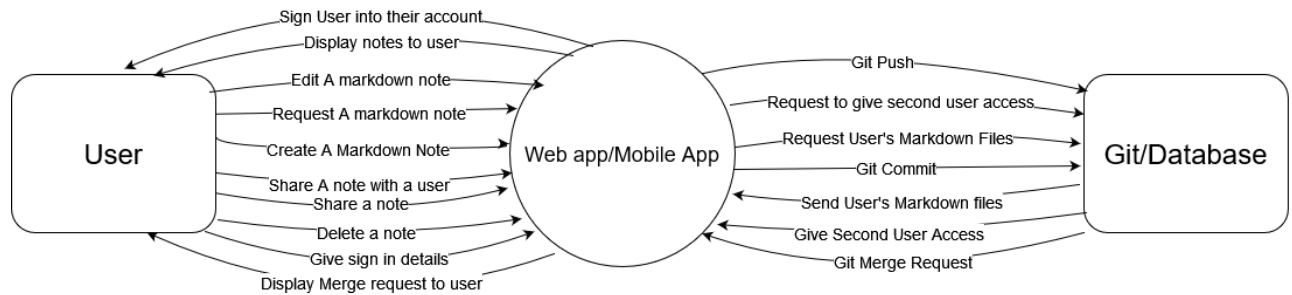 Sign User into their account
Display notes to user
Edit A markdown note
Request A markdown note
Create A Markdown Note
Share A note with a user
Share a note
Delete a note
Give sign in details
Display Merge request to user
User
Web app/Mobile App
Git Push
Request to give second user access
Request User's Markdown Files
Git Commit
Send User's Markdown files
Give Second User Access
Git Merge Request
Git/Database